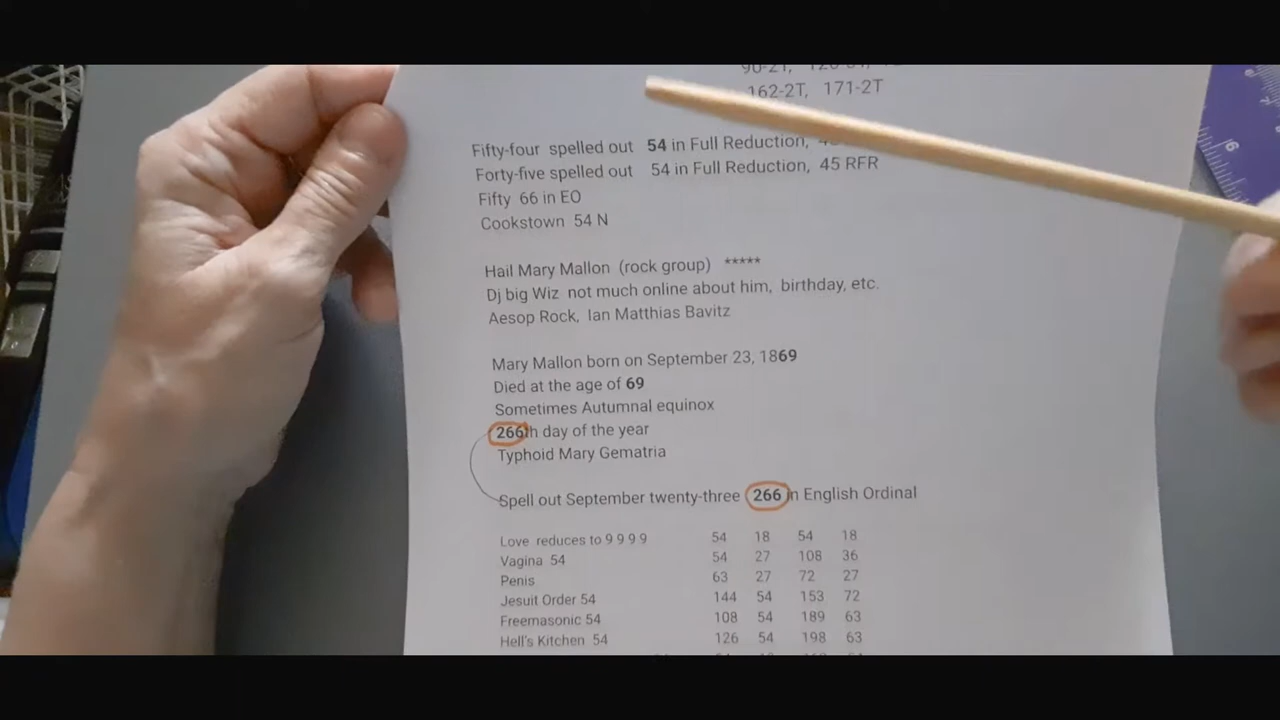 162-2T, 171-2T
Fifty-four spelled out 54 in Full Reduction,
Forty-five spelled out 54 in Full Reduction, 45 RFR
Fifty 66 in EO
Cookstown 54 N
Hail Mary Mallon (rock group) *****
Dj big Wiz not much online about him, birthday, etc.
Aesop Rock, Ian Matthias Bavitz
Mary Mallon born on September 23, 1869
Died at the age of 69
Sometimes Autumnal equinox
266th day of the year
Typhoid Mary Gematria
Spell out September twenty-three 266 in English Ordinal
Love reduces to 9 9 9 9 54 18 54 18
Vagina 54 54 27 108 36
Penis 63 27 72 27
Jesuit Order 54 144 54 153 72
Freemasonic 54 108 54 189 63
Hell's Kitchen 54 126 54 198 63
6